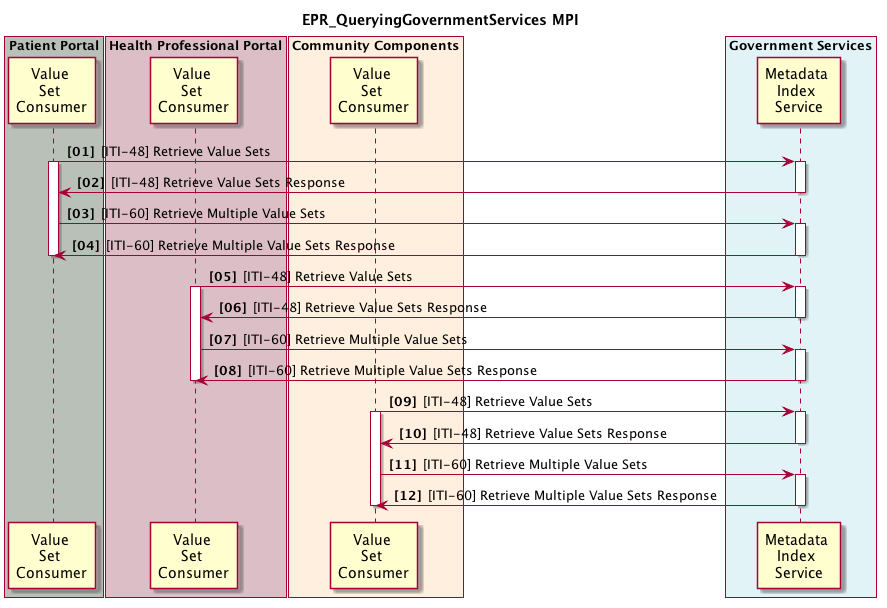 EPR_QueryingGovernmentServices MPI
Patient Portal
Health Professional Portal
Community Components
Government Services
Value
Set
Consumer
Value
Set
Consumer
Value
Set
Consumer
Metadata
Index
Service
[01] [ITI-48] Retrieve Value Sets
[02] [ITI-48] Retrieve Value Sets Response
[03] [ITI-60] Retrieve Multiple Value Sets
[04] [ITI-60] Retrieve Multiple Value Sets Response
[05] [ITI-48] Retrieve Value Sets
[06] [ITI-48] Retrieve Value Sets Response
[07] [ITI-60] Retrieve Multiple Value Sets
[08] [ITI-60] Retrieve Multiple Value Sets Response
[09] [ITI-48] Retrieve Value Sets
[10] [ITI-48] Retrieve Value Sets Response
[11] [ITI-60] Retrieve Multiple Value Sets
[12] [ITI-60] Retrieve Multiple Value Sets Response
Value
Set
Consumer
Value
Set
Consumer
Value
Set
Consumer
Metadata
Index
Service